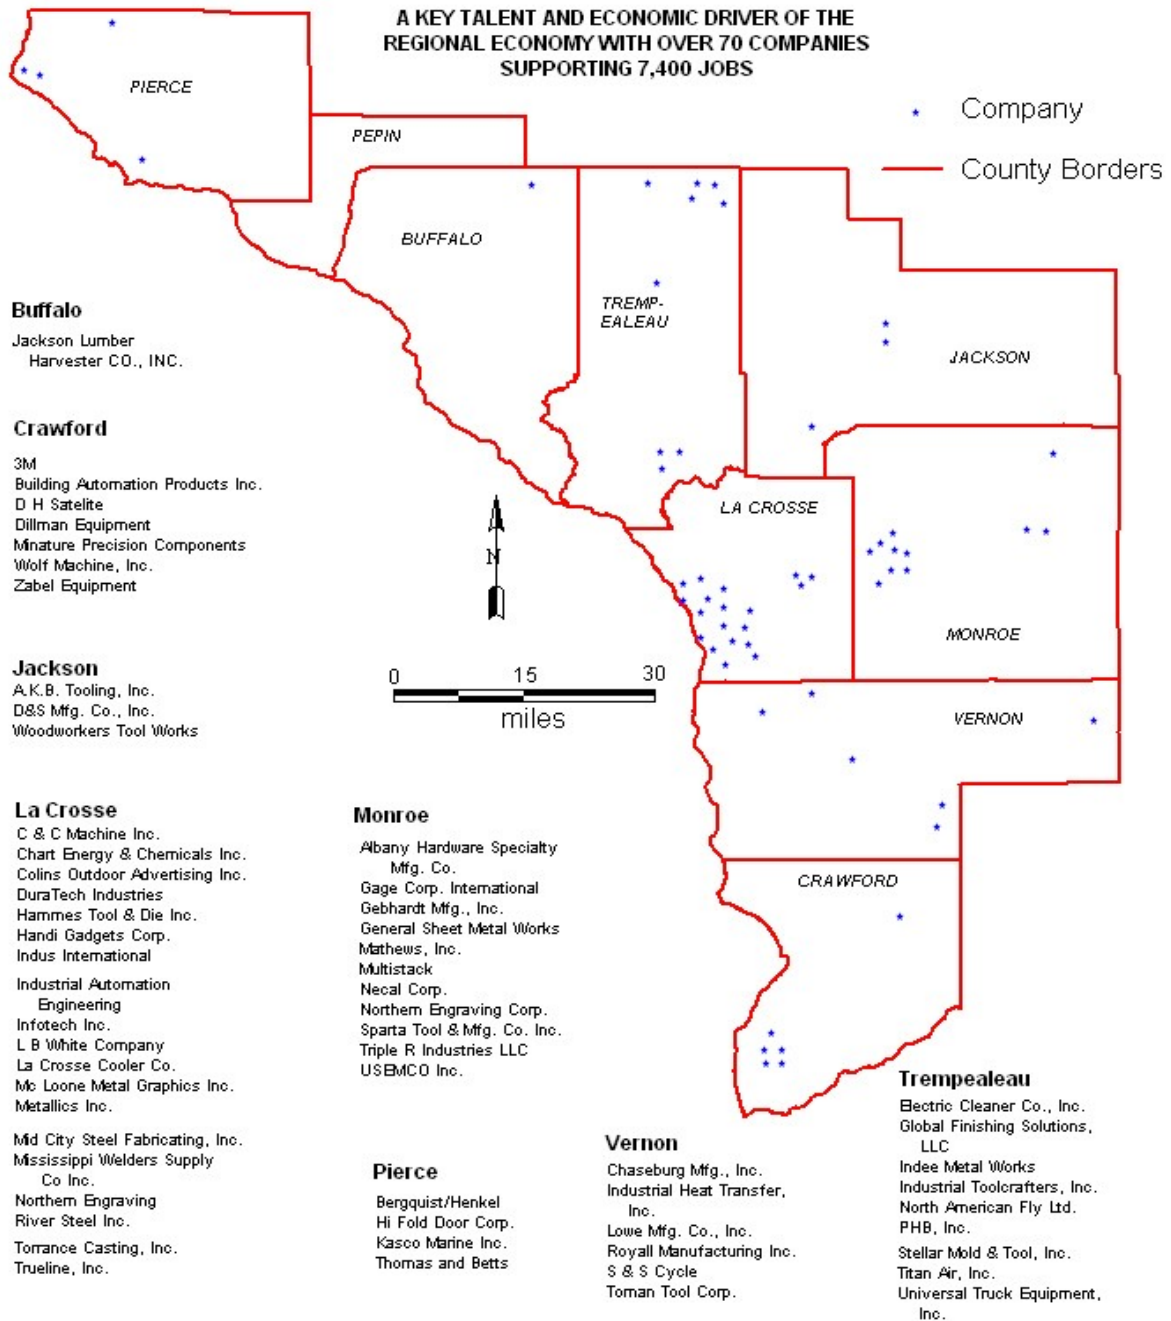 A KEY TALENT AND ECONOMIC DRIVER OF THE
REGIONAL ECONOMY WITH OVER 70 COMPANIES
SUPPORTING 7,400 JOBS
Company
County Borders
PIERCE
PEPIN
BUFFALO
TREMP-
EALEAU
JACKSON
LA CROSSE
MONROE
VERNON
CRAWFORD
N
0 15 30
miles
Buffalo
Jackson Lumber
Harvester CO., INC.
Crawford
3M
Building Automation Products Inc.
D H Satelite
Dillman Equipment
Minature Precision Components
Wolf Machine, Inc.
Zabel Equipment
Jackson
A.K.B. Tooling, Inc.
D&S Mfg. Co., Inc.
Woodworkers Tool Works
La Crosse
C & C Machine Inc.
Chart Energy & Chemicals Inc.
Colins Outdoor Advertising Inc.
DuraTech Industries
Hammes Tool & Die Inc.
Handi Gadgets Corp.
Indus International
Industrial Automation
Engineering
Infotech Inc.
L B White Company
La Crosse Cooler Co.
Mc Loone Metal Graphics Inc.
Metallics Inc.
Mid City Steel Fabricating, Inc.
Mississippi Welders Supply
Co Inc.
Northern Engraving
River Steel Inc.
Torrance Casting, Inc.
Trueline, Inc.
Monroe
Albany Hardware Specialty
Mfg. Co.
Gage Corp. International
Gebhardt Mfg., Inc.
General Sheet Metal Works
Mathews, Inc.
Multistack
Necal Corp.
Northern Engraving Corp.
Sparta Tool & Mfg. Co. Inc.
Triple R Industries LLC
USEMCO Inc.
Pierce
Bergquist/Henkel
Hi Fold Door Corp.
Kasco Marine Inc.
Thomas and Betts
Vernon
Chaseburg Mfg., Inc.
Industrial Heat Transfer,
Inc.
Lowe Mfg. Co., Inc.
Royall Manufacturing Inc.
S & S Cycle
Toman Tool Corp.
Trempealeau
Electric Cleaner Co., Inc.
Global Finishing Solutions,
LLC
Indee Metal Works
Industrial Toolcrafters, Inc.
North American Fly Ltd.
PHB, Inc.
Stellar Mold & Tool, Inc.
Titan Air, Inc.
Universal Truck Equipment,
Inc.